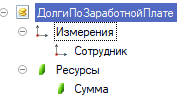 ДолгиПоЗаработнойПлате
Измерения
Сотрудник
Ресурсы
Сумма